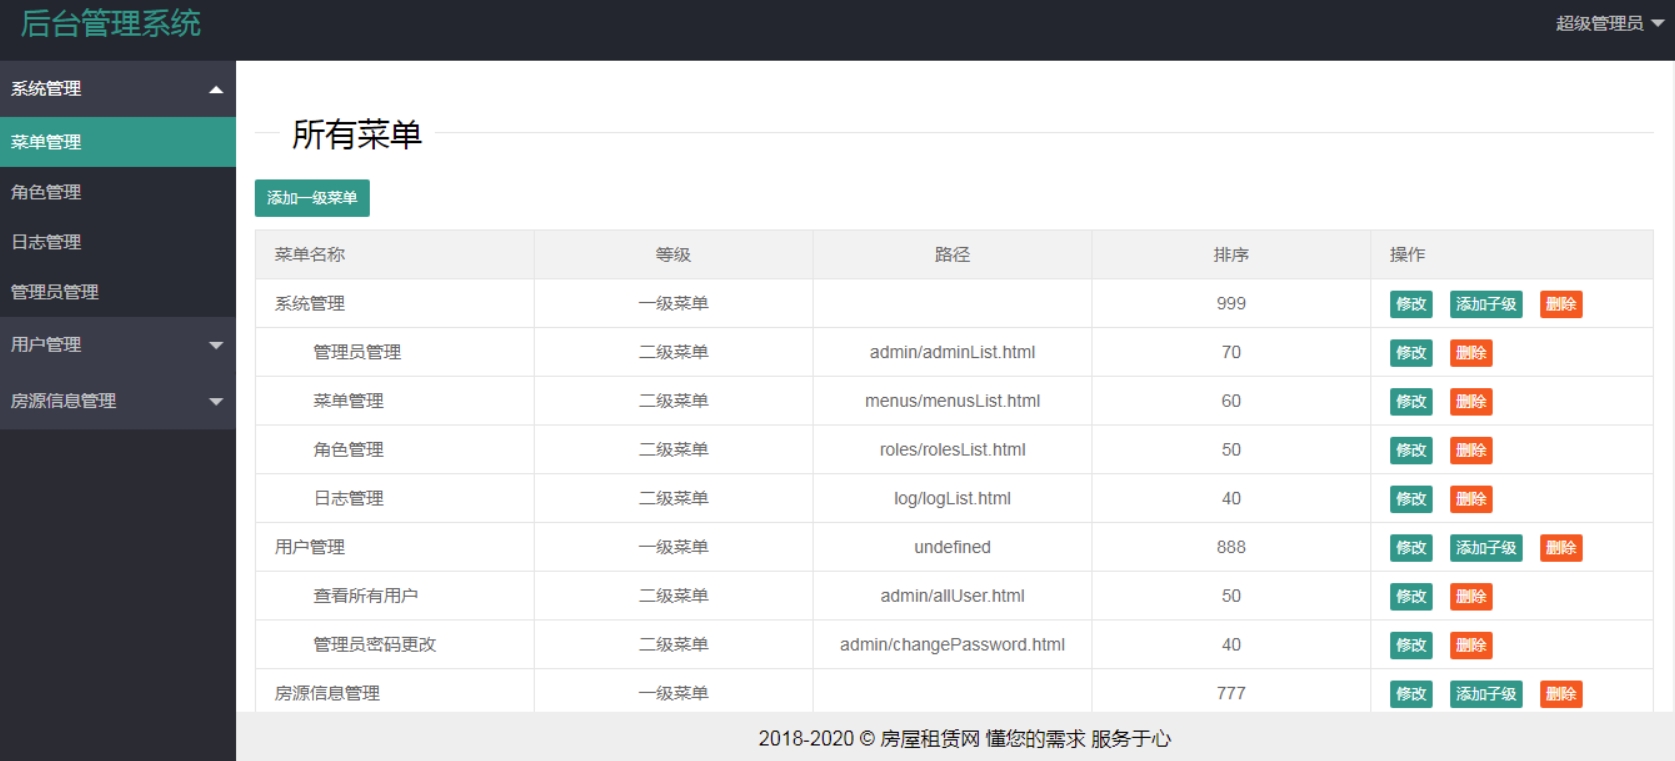 后台管理系统
超级管理员
系统管理
菜单管理
角色管理
日志管理
管理员管理
用户管理
房源信息管理
所有菜单
添加一级菜单
菜单名称 等级 路径 排序 操作
系统管理 一级菜单 999 修改 添加子级 删除
管理员管理 二级菜单 admin/adminList.html 70 修改 删除
菜单管理 二级菜单 menus/menusList.html 60 修改 删除
角色管理 二级菜单 roles/rolesList.html 50 修改 删除
日志管理 二级菜单 log/logList.html 40 修改 删除
用户管理 一级菜单 undefined 888 修改 添加子级 删除
查看所有用户 二级菜单 admin/allUser.html 50 修改 删除
管理员密码更改 二级菜单 admin/changePassword.html 40 修改 删除
房源信息管理 一级菜单 777 修改 添加子级 删除
2018-2020 © 房屋租赁网 懂您的需求 服务于心